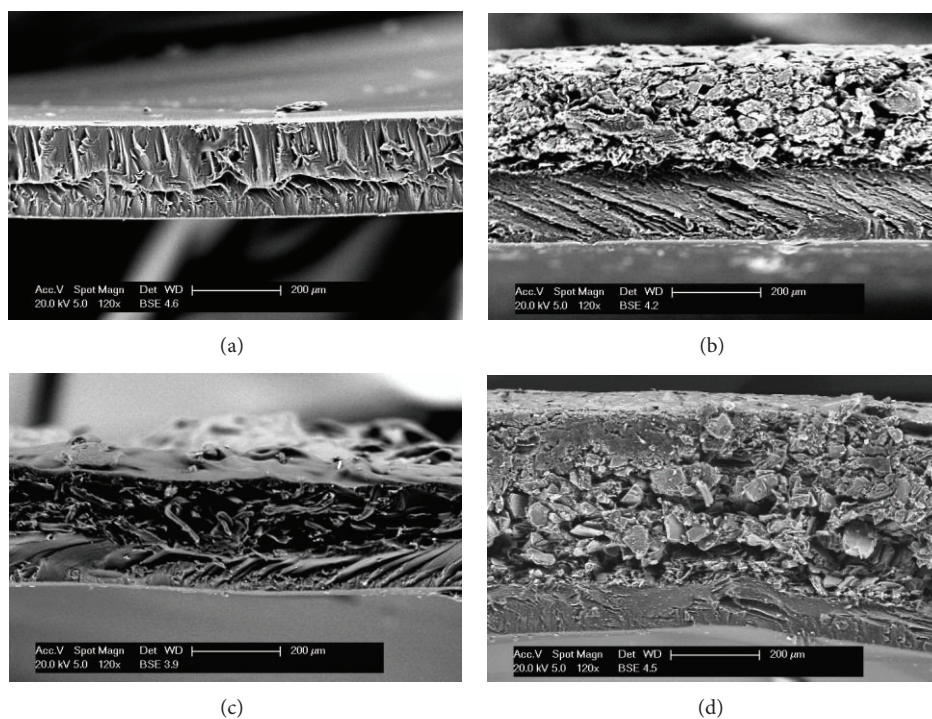 Acc.V Spot Magn Det WD 200 µm
20.0 kV 5.0 120x BSE 4.6
(a)
Acc.V Spot Magn Det WD 200 µm
20.0 kV 5.0 120x BSE 4.2
(b)
Acc.V Spot Magn Det WD 200 µm
20.0 kV 5.0 120x BSE 3.9
(c)
Acc.V Spot Magn Det WD 200 µm
20.0 kV 5.0 120x BSE 4.5
(d)